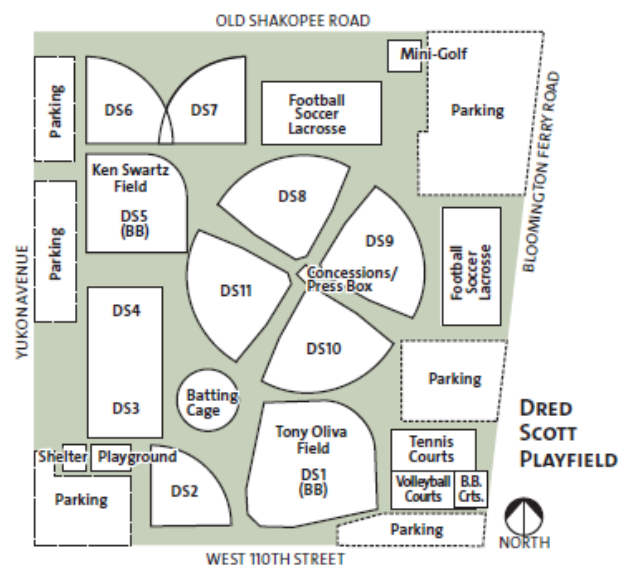 OLD SHAKOPEE ROAD
Mini-Golf
Parking
DS6
DS7
Football
Soccer
Lacrosse
Parking
BLOOMINGTON FERRY ROAD
Ken Swartz
Field
DS5
(BB)
DS8
DS9
Parking
YUKON AVENUE
Football
Soccer
Lacrosse
Concessions/
Press Box
DS11
DS4
DS10
Parking
Batting
Cage
DS3
DRED
SCOTT
PLAYFIELD
Tony Oliva
Field
DS1
(BB)
Tennis
Courts
Shelter
Playground
Volleyball
Courts
B.B.
Crts.
DS2
Parking
Parking
NORTH
WEST 110TH STREET